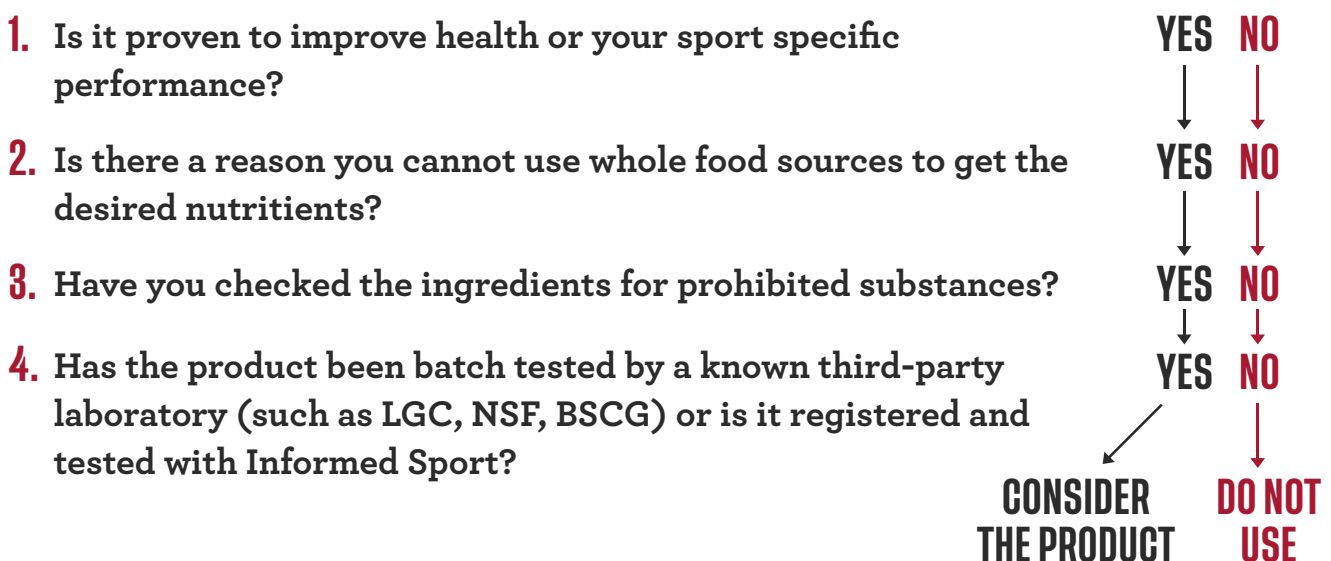 1. Is it proven to improve health or your sport specific YES NO
performance?
2. Is there a reason you cannot use whole food sources to get the YES NO
desired nutritients?
3. Have you checked the ingredients for prohibited substances? YES NO
4. Has the product been batch tested by a known third-party YES NO
laboratory (such as LGC, NSF, BSCG) or is it registered and
tested with Informed Sport?
CONSIDER DO NOT
THE PRODUCT USE